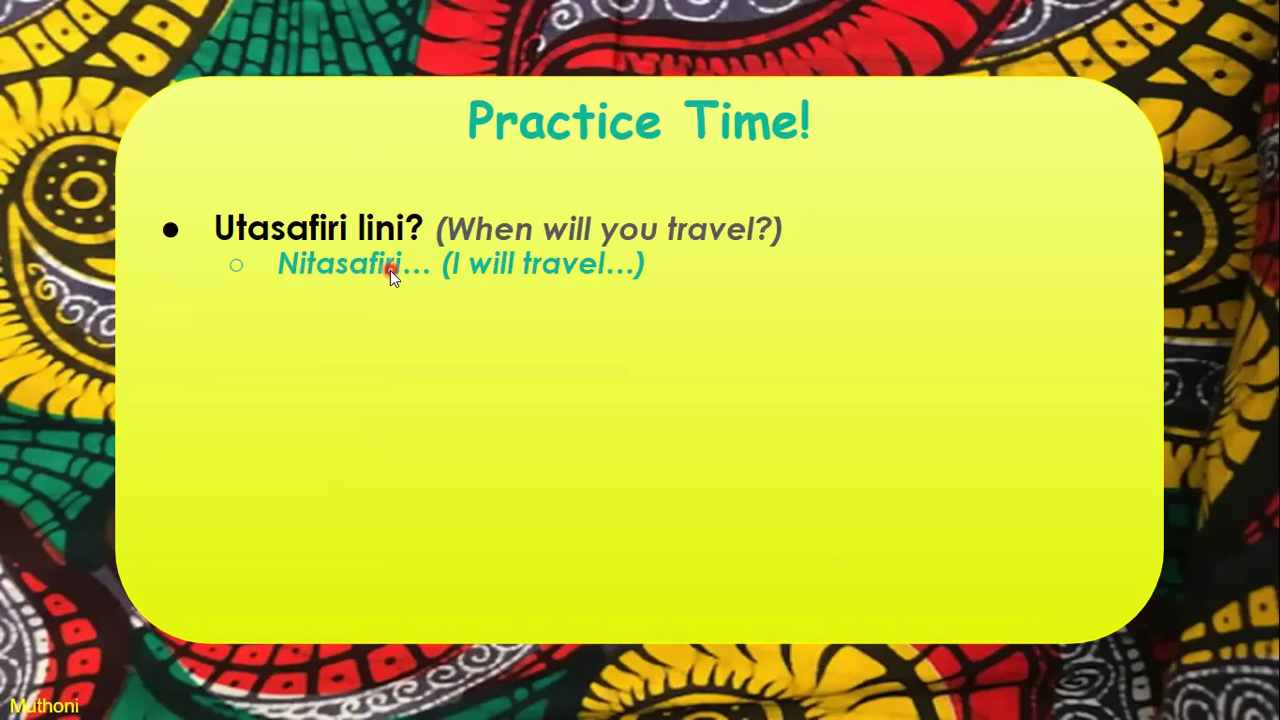 Practice Time!
● Utasafiri lini? (When will you travel?)
○ Nitasafiri... (I will travel...)
Muthoni